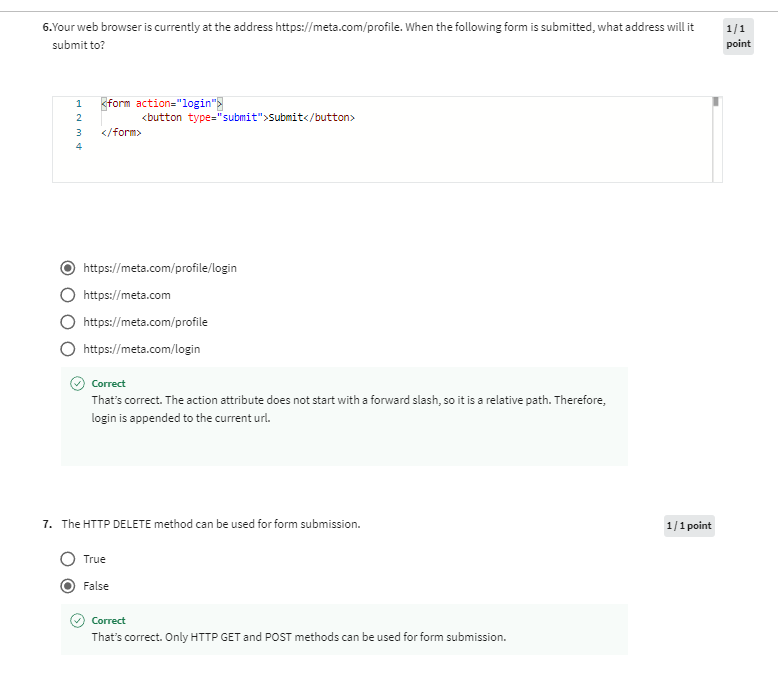 6.Your web browser is currently at the address https://meta.com/profile. When the following form is submitted, what address will it
submit to?
1/1
point
1 <form action="login">
2 <button type="submit">Submit</button>
3 </form>
4
https://meta.com/profile/login
https://meta.com
https://meta.com/profile
https://meta.com/login
Correct
That's correct. The action attribute does not start with a forward slash, so it is a relative path. Therefore,
login is appended to the current url.
7. The HTTP DELETE method can be used for form submission.
1/1 point
True
False
Correct
That's correct. Only HTTP GET and POST methods can be used for form submission.